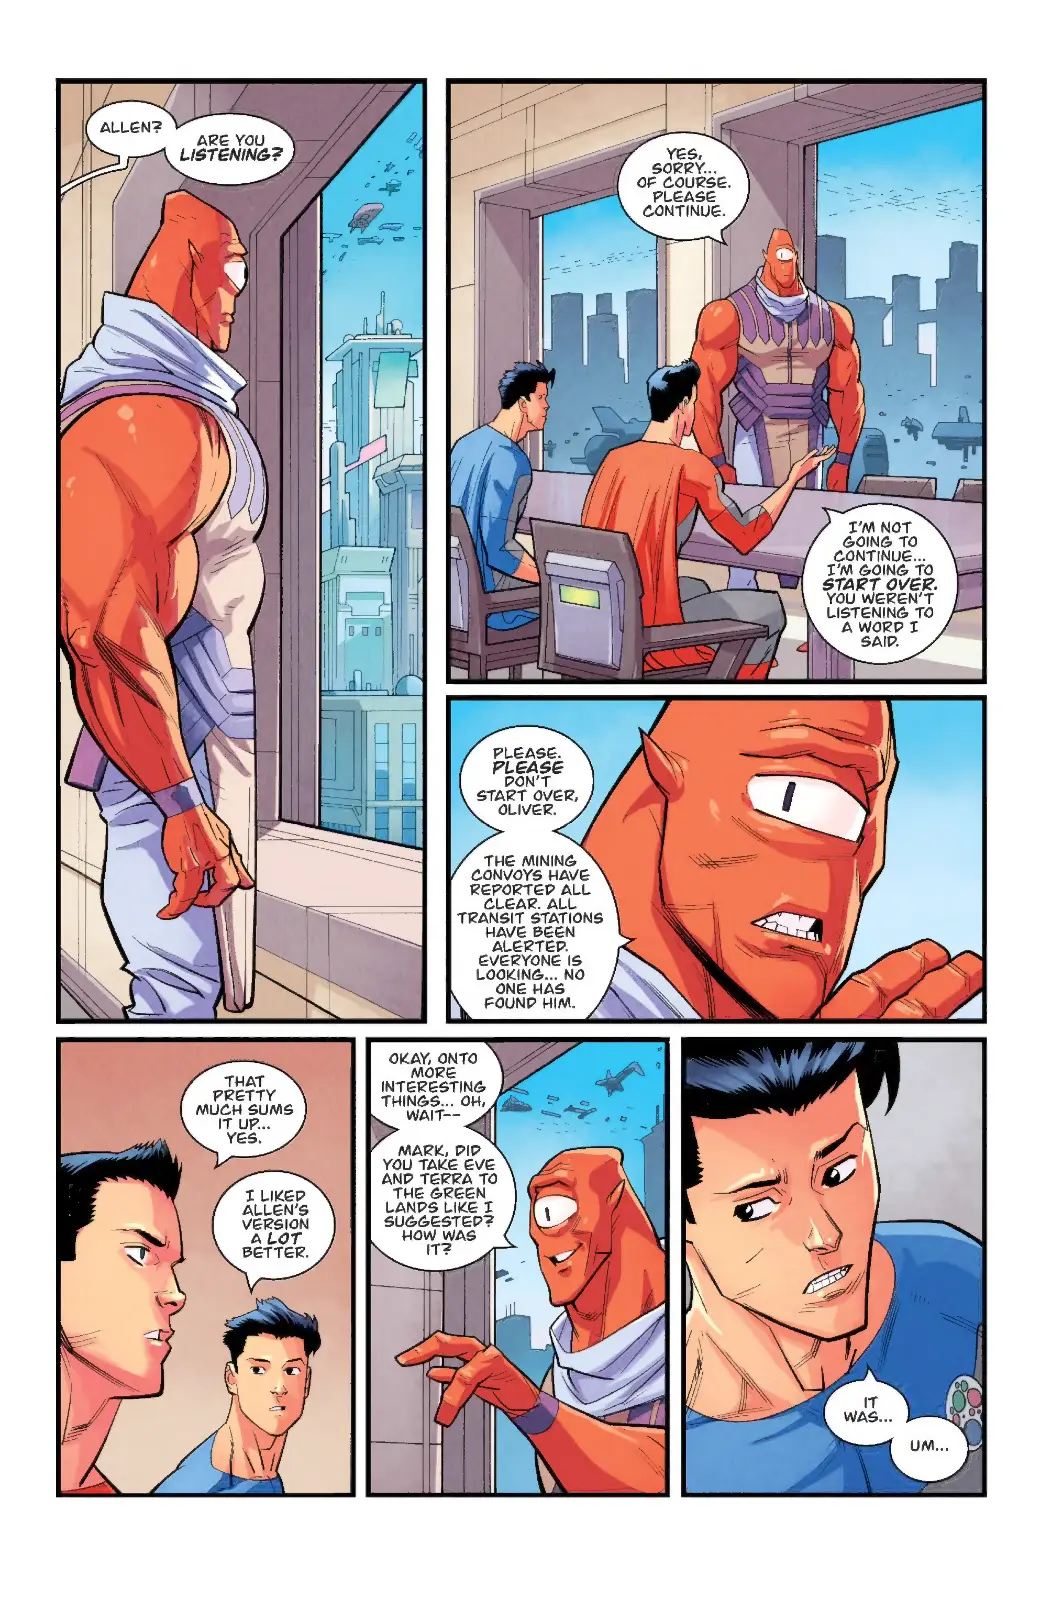 ALLEN?
ARE YOU
LISTENING?
YES,
SORRY...
OF COURSE.
PLEASE
CONTINUE.
I'M NOT
GOING TO
CONTINUE...
I'M GOING TO
START OVER.
YOU WEREN'T
LISTENING TO
A WORD I
SAID.
PLEASE.
PLEASE
DON'T
START OVER,
OLIVER.
THE MINING
CONVOYS HAVE
REPORTED ALL
CLEAR. ALL
TRANSIT STATIONS
HAVE BEEN
ALERTED.
EVERYONE IS
LOOKING... NO
ONE HAS
FOUND HIM.
THAT
PRETTY
MUCH SUMS
IT UP...
YES.
I LIKED
ALLEN'S
VERSION
A LOT
BETTER.
OKAY, ONTO
MORE
INTERESTING
THINGS... OH,
WAIT--
MARK, DID
YOU TAKE EVE
AND TERRA TO
THE GREEN
LANDS LIKE I
SUGGESTED?
HOW WAS
IT?
IT
WAS...
UM...